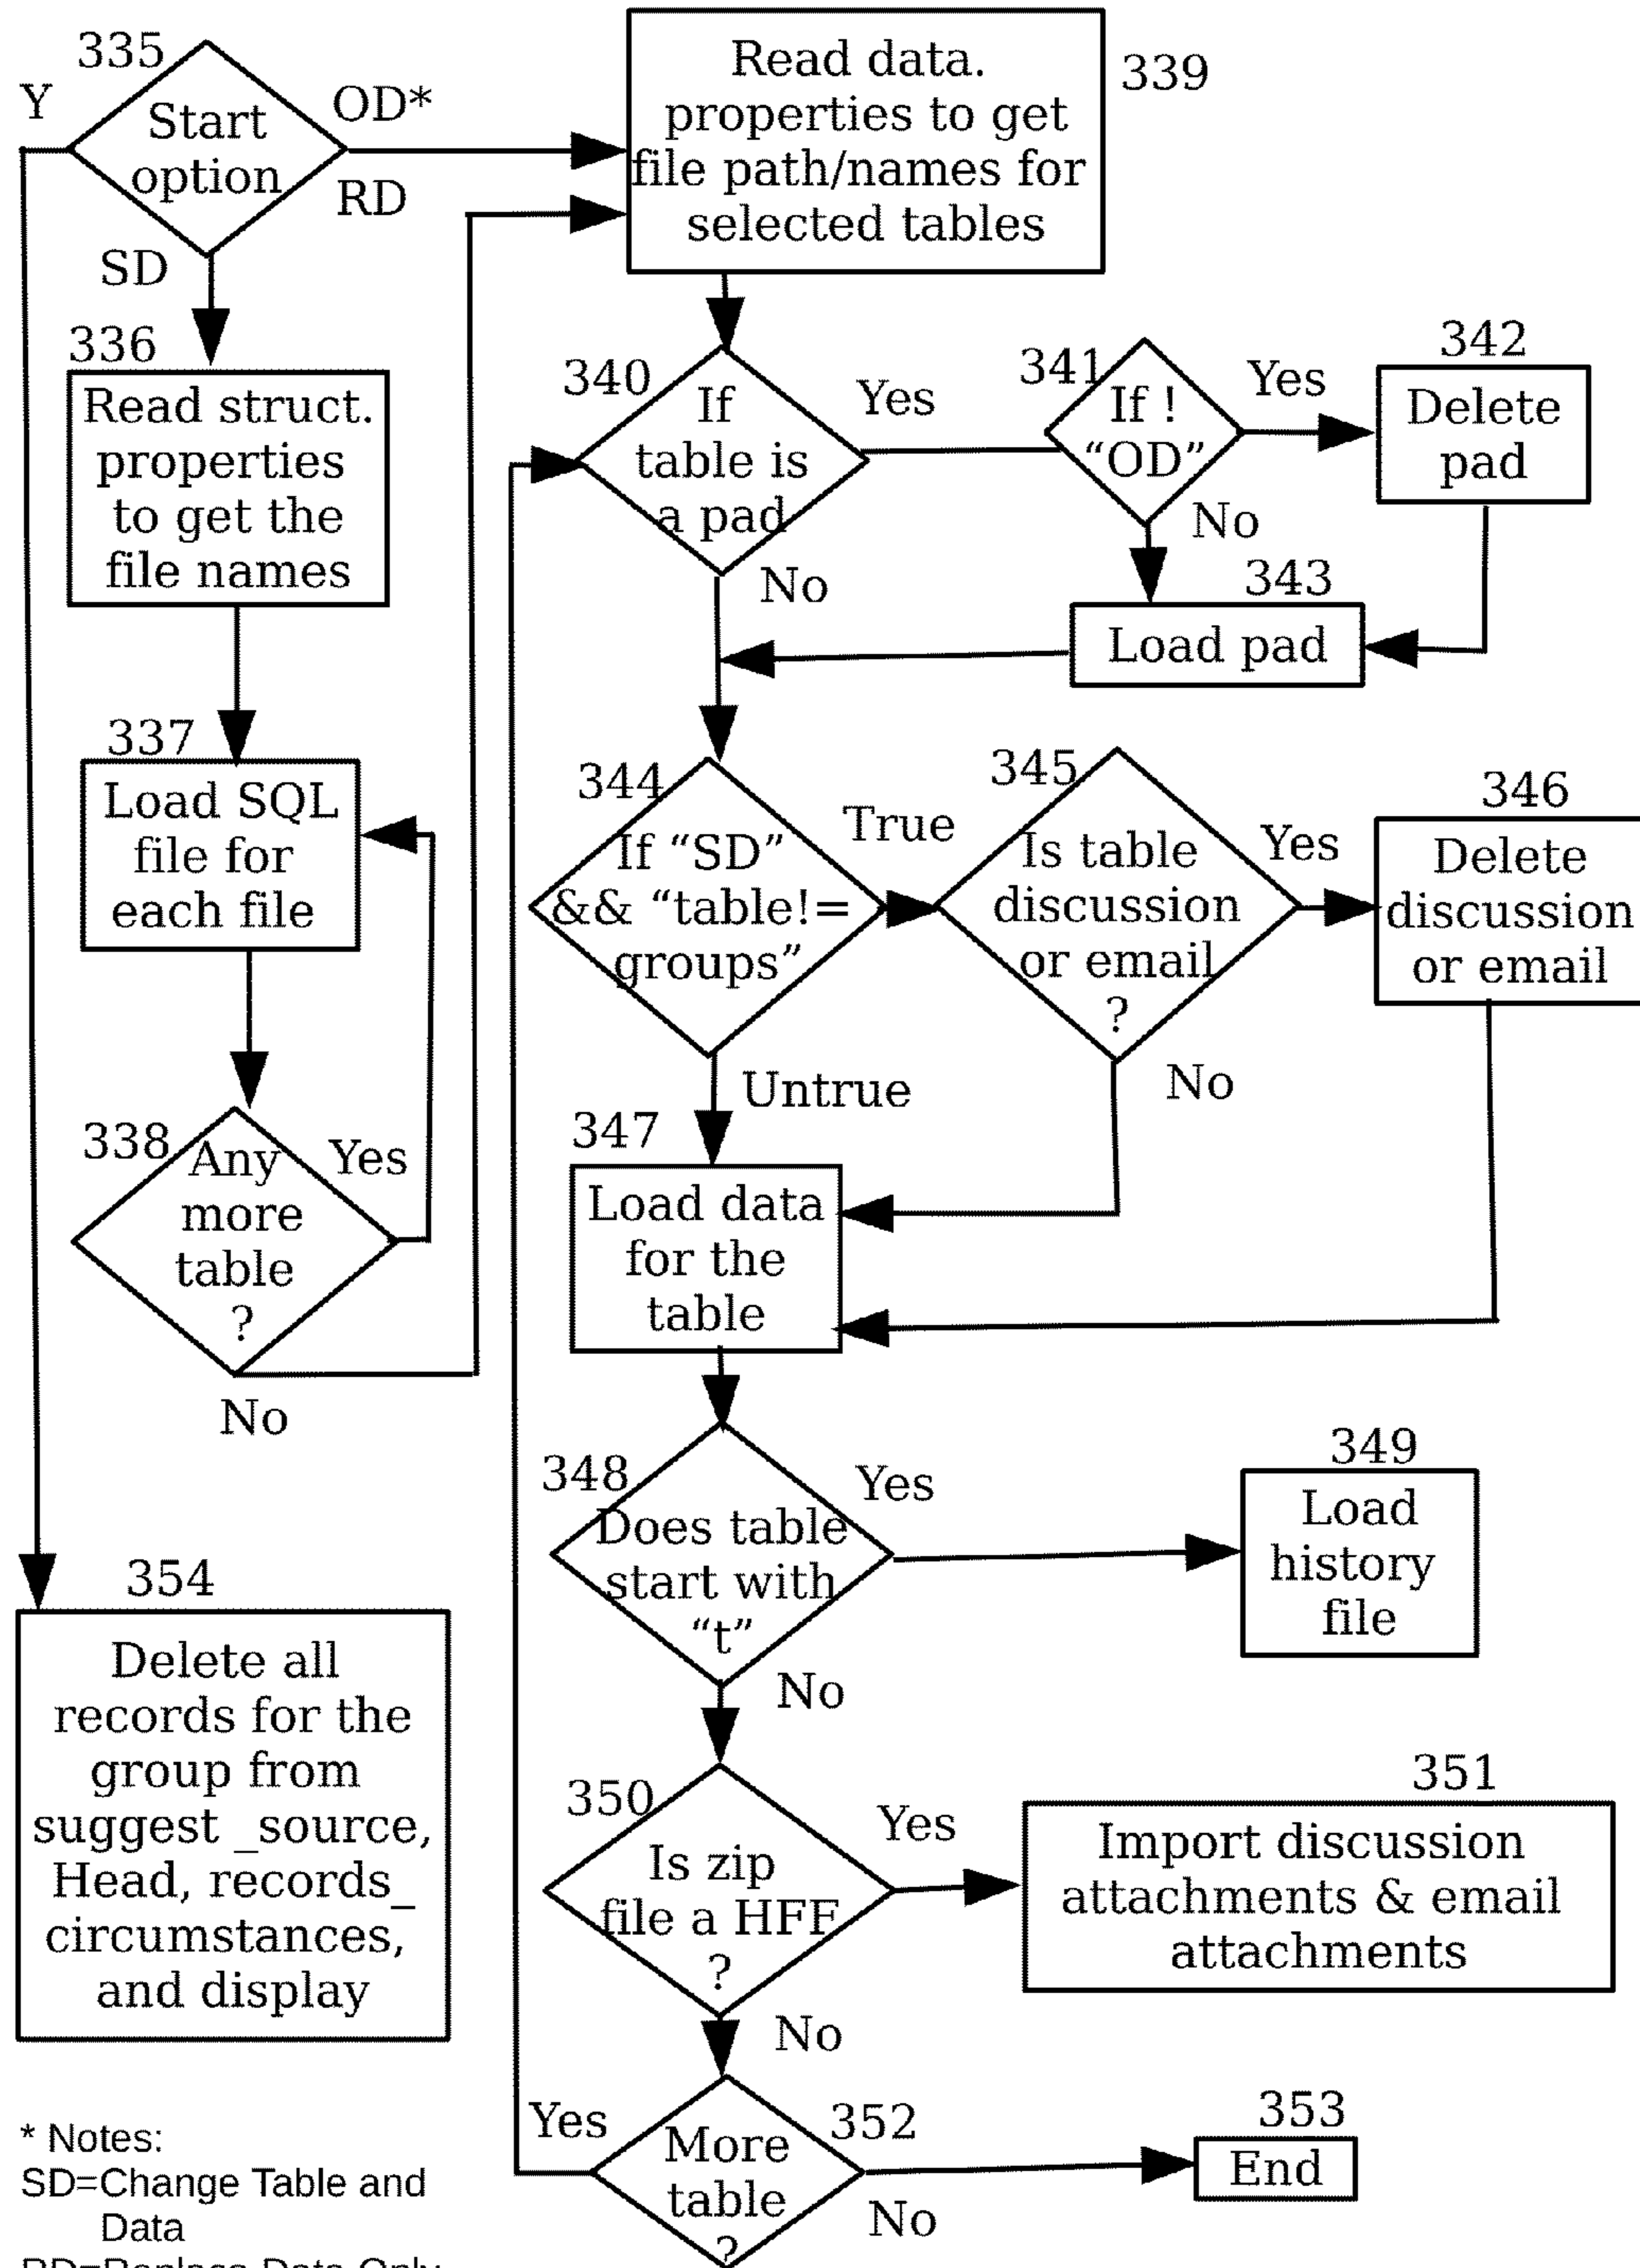 335
Y
Start
option
OD*
RD
SD
336
Read struct.
properties
to get the
file names
337
Load SQL
file for
each file
338
Any
more
table
?
Yes
No
354
Delete all
records for the
group from
suggest _source,
Head, records_
circumstances,
and display
339
Read data.
properties to get
file path/names for
selected tables
340
If
table is
a pad
Yes
No
341
If !
“OD”
Yes
No
342
Delete
pad
343
Load pad
344
If “SD”
&& “table!=
groups”
True
Untrue
345
Is table
discussion
or email
?
Yes
No
346
Delete
discussion
or email
347
Load data
for the
table
348
Does table
start with
“t”
Yes
No
349
Load
history
file
350
Is zip
file a HFF
?
Yes
No
351
Import discussion
attachments & email
attachments
352
More
table
?
Yes
No
353
End
* Notes:
SD=Change Table and
Data
RD=Replace Data Only